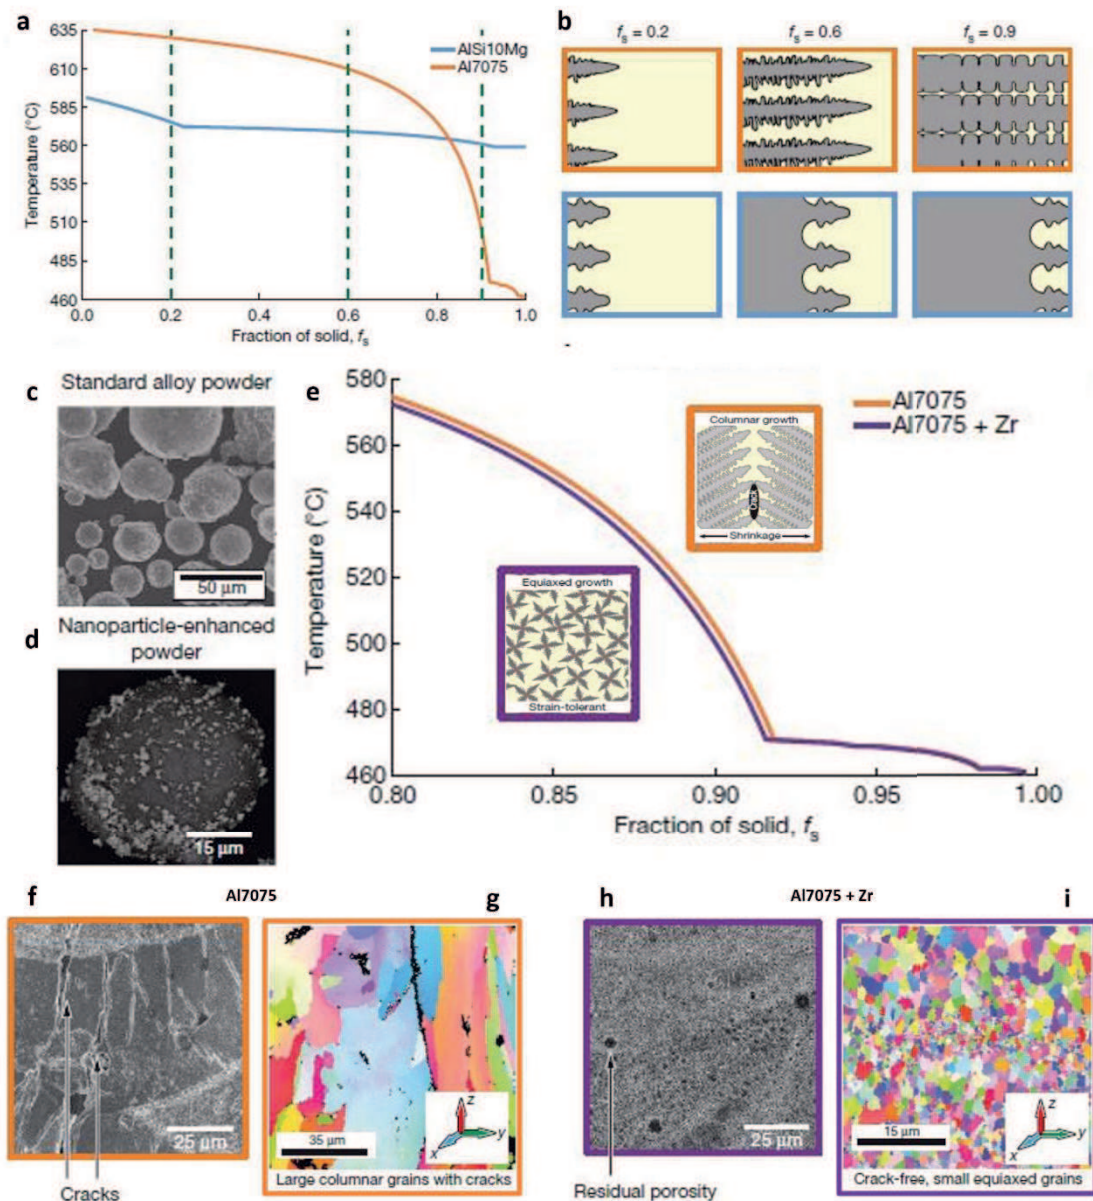 a
635
610
585
560
535
510
485
460
Temperature (°C)
0.0 0.2 0.4 0.6 0.8 1.0
Fraction of solid, fs
AlSi10Mg
Al7075
b
fs = 0.2 fs = 0.6 fs = 0.9
c
Standard alloy powder
50 µm
d
Nanoparticle-enhanced
powder
15 µm
e
580
560
540
520
500
480
460
Temperature (°C)
0.80 0.85 0.90 0.95 1.00
Fraction of solid, fs
Al7075
Al7075 + Zr
Columnar growth
Crack
Shrinkage
Equiaxed growth
Strain-tolerant
f Al7075 g
25 µm
Cracks
35 µm
z
y
x
Large columnar grains with cracks
h Al7075 + Zr i
25 µm
Residual porosity
15 µm
z
y
x
Crack-free, small equiaxed grains